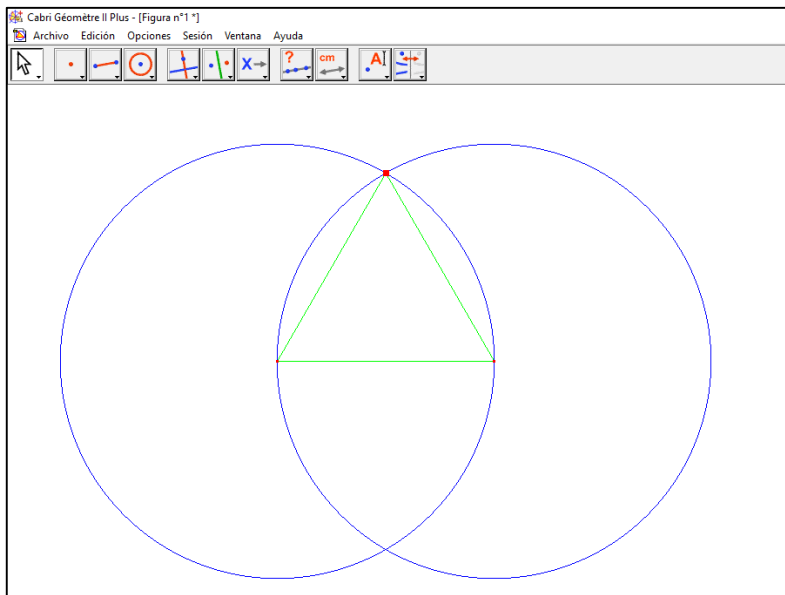 Cabri Géomètre II Plus - [Figura n°1 *]
Archivo Edición Opciones Sesión Ventana Ayuda
X ? cm A